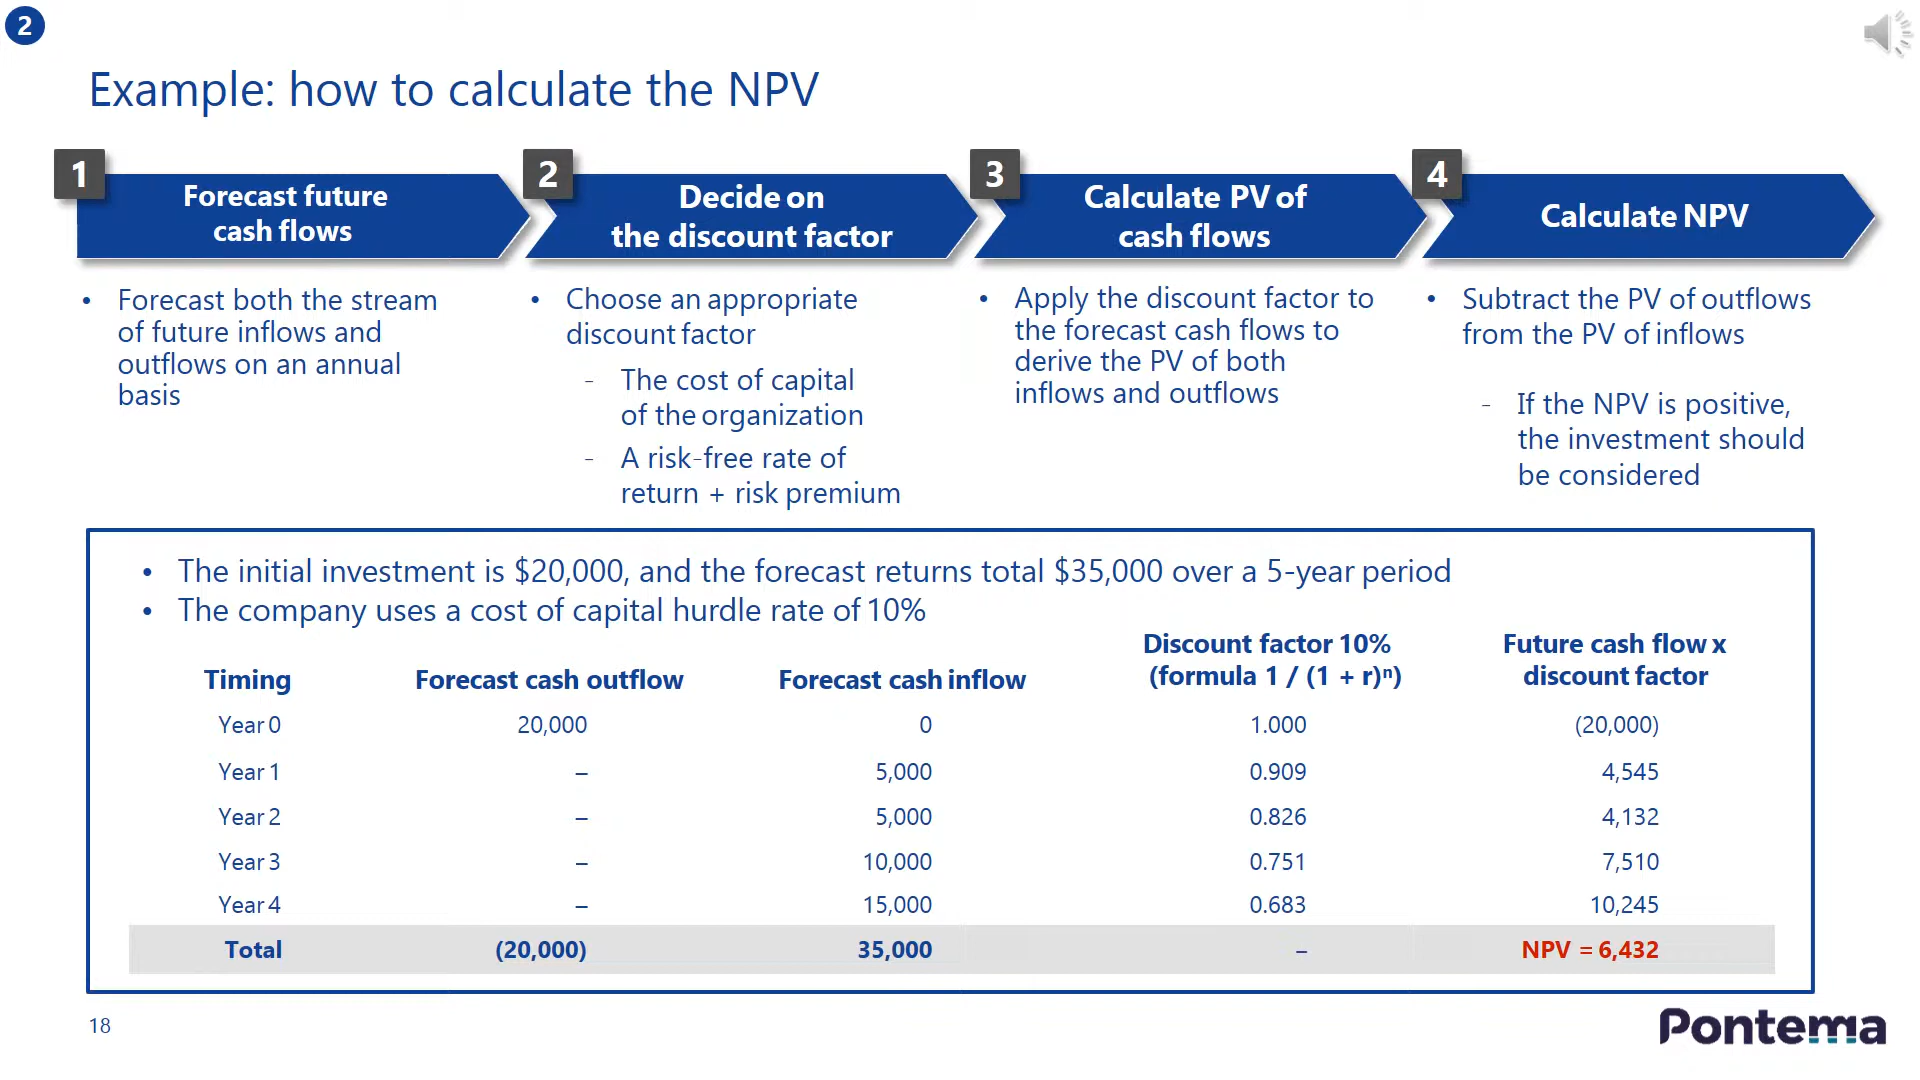 2
Example: how to calculate the NPV
1
Forecast future
cash flows
• Forecast both the stream
of future inflows and
outflows on an annual
basis
2
Decide on
the discount factor
• Choose an appropriate
discount factor
- The cost of capital
of the organization
- A risk-free rate of
return + risk premium
3
Calculate PV of
cash flows
• Apply the discount factor to
the forecast cash flows to
derive the PV of both
inflows and outflows
4
Calculate NPV
• Subtract the PV of outflows
from the PV of inflows
- If the NPV is positive,
the investment should
be considered
• The initial investment is $20,000, and the forecast returns total $35,000 over a 5-year period
• The company uses a cost of capital hurdle rate of 10%
Discount factor 10% Future cash flow x
Timing Forecast cash outflow Forecast cash inflow (formula 1 / (1 + r)ⁿ) discount factor
Year 0 20,000 0 1.000 (20,000)
Year 1 – 5,000 0.909 4,545
Year 2 – 5,000 0.826 4,132
Year 3 – 10,000 0.751 7,510
Year 4 – 15,000 0.683 10,245
Total (20,000) 35,000 – NPV = 6,432
18
Pontema